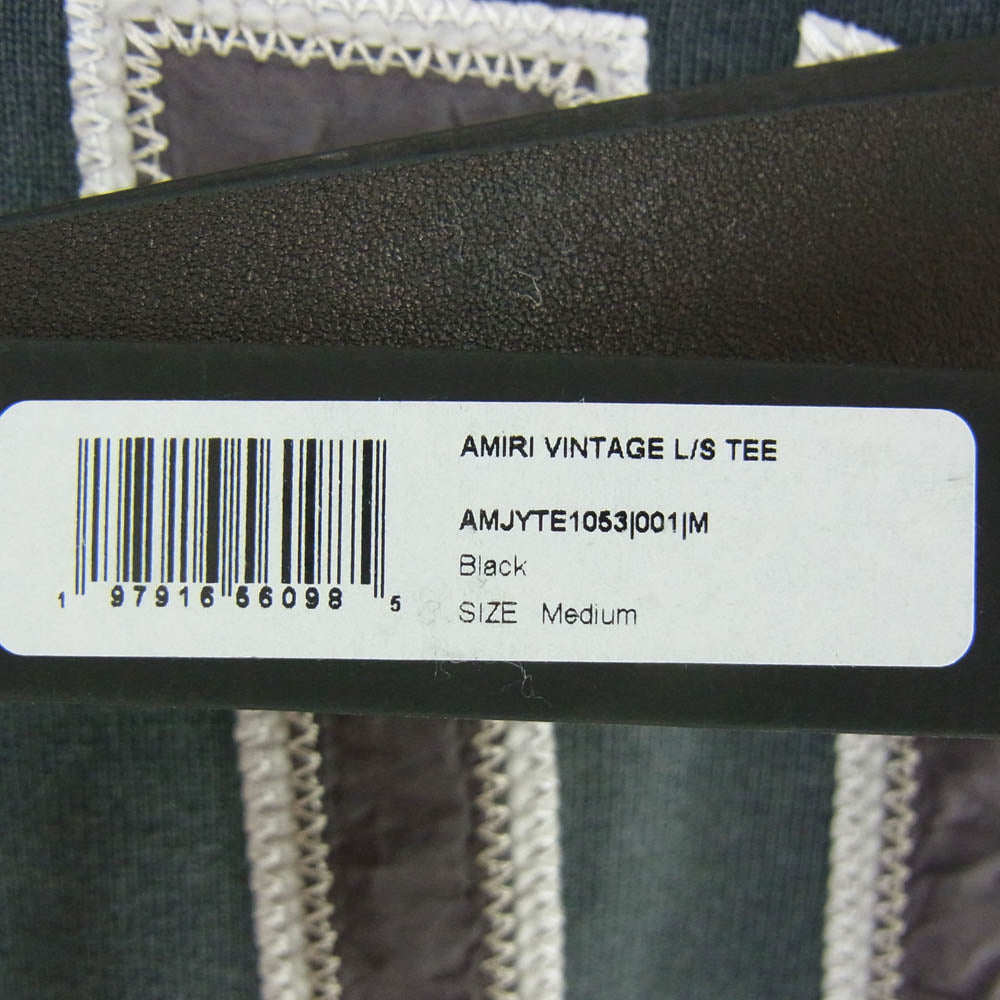 AMIRI VINTAGE L/S TEE
AMJYTE1053|001|M
Black
SIZE Medium
1 97916 56098 5